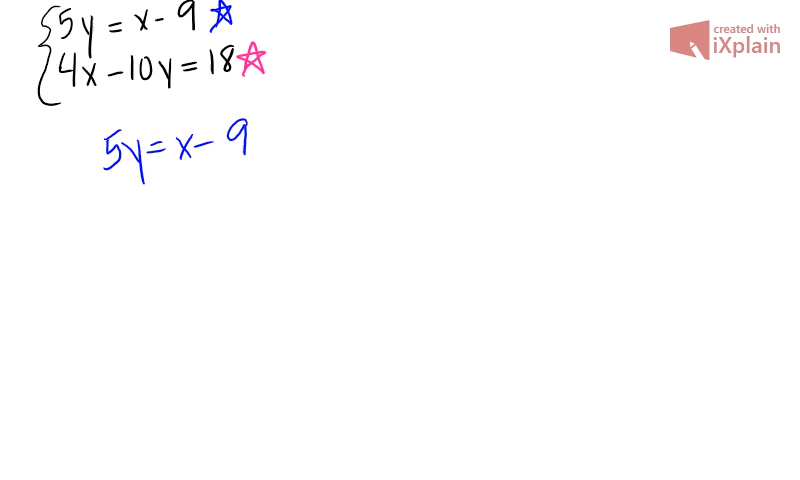 5y = x - 9
4x - 10y = 18
5y = x - 9
created with
iXplain